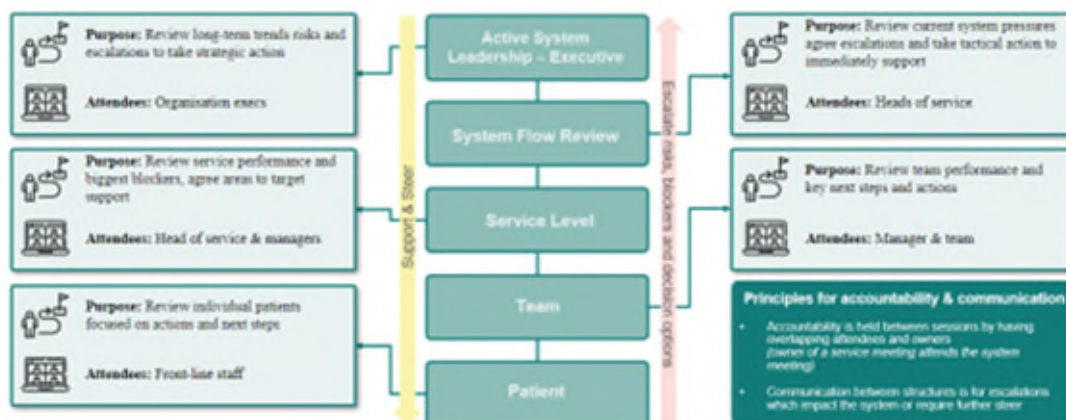 Purpose: Review long-term trends risks and
escalations to take strategic action
Attendees: Organisation execs
Purpose: Review service performance and
biggest blockers, agree areas to target
support
Attendees: Head of service & managers
Purpose: Review individual patients
focused on actions and next steps
Attendees: Front-line staff
Support & Steer
Active System
Leadership – Executive
System Flow Review
Service Level
Team
Patient
Escalate risks, blockers and decision options
Purpose: Review current system pressures
agree escalations and take tactical action to
immediately support
Attendees: Heads of service
Purpose: Review team performance and
key next steps and actions
Attendees: Manager & team
Principles for accountability & communication
• Accountability is held between sessions by having
overlapping attendees and owners
(owner of a service meeting attends the system
meeting)
• Communication between structures is for escalations
which impact the system or require further steer